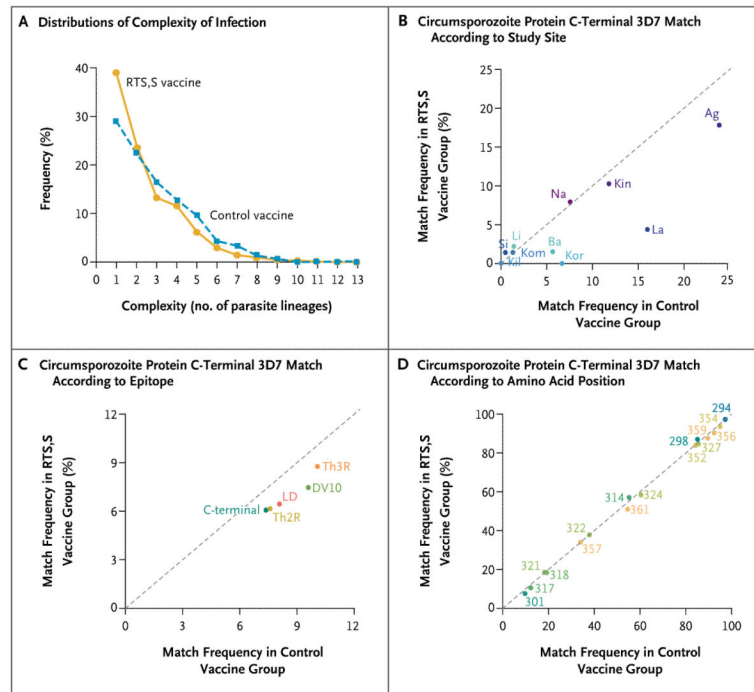 A Distributions of Complexity of Infection
40
30
20
10
0
Frequency (%)
RTS,S vaccine
Control vaccine
0 1 2 3 4 5 6 7 8 9 10 11 12 13
Complexity (no. of parasite lineages)
B Circumsporozoite Protein C-Terminal 3D7 Match
According to Study Site
25
20
15
10
5
0
Match Frequency in RTS,S
Vaccine Group (%)
Ag
Kin
Na
La
Li
Si
Ba
Kom
Kor
Kil
0 5 10 15 20 25
Match Frequency in Control
Vaccine Group
C Circumsporozoite Protein C-Terminal 3D7 Match
According to Epitope
12
9
6
3
0
Match Frequency in RTS,S
Vaccine Group (%)
Th3R
DV10
LD
C-terminal
Th2R
0 3 6 9 12
Match Frequency in Control
Vaccine Group
D Circumsporozoite Protein C-Terminal 3D7 Match
According to Amino Acid Position
100
80
60
40
20
0
Match Frequency in RTS,S
Vaccine Group (%)
294
354
359
356
298
327
352
314
324
361
322
357
321
318
317
301
0 20 40 60 80 100
Match Frequency in Control
Vaccine Group